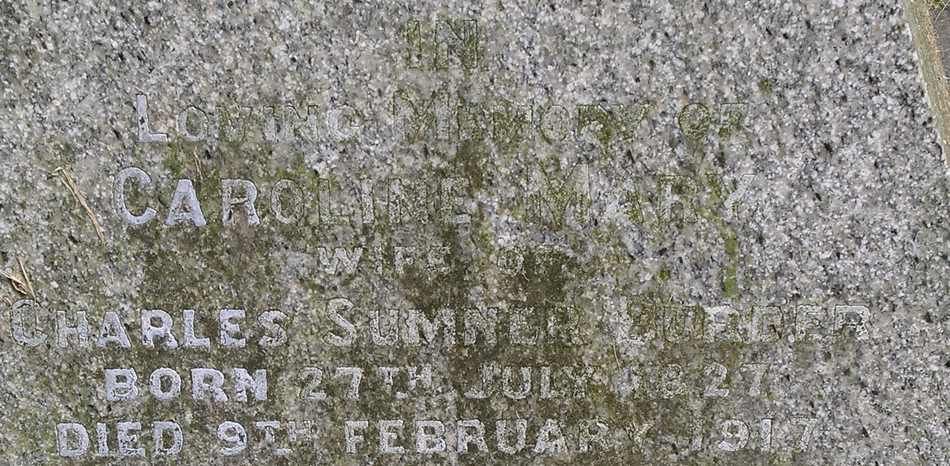 IN
LOVING MEMORY OF
CAROLINE MARY
WIFE OF
CHARLES SUMNER
BORN 27TH JULY 1827
DIED 9TH FEBRUARY 1917